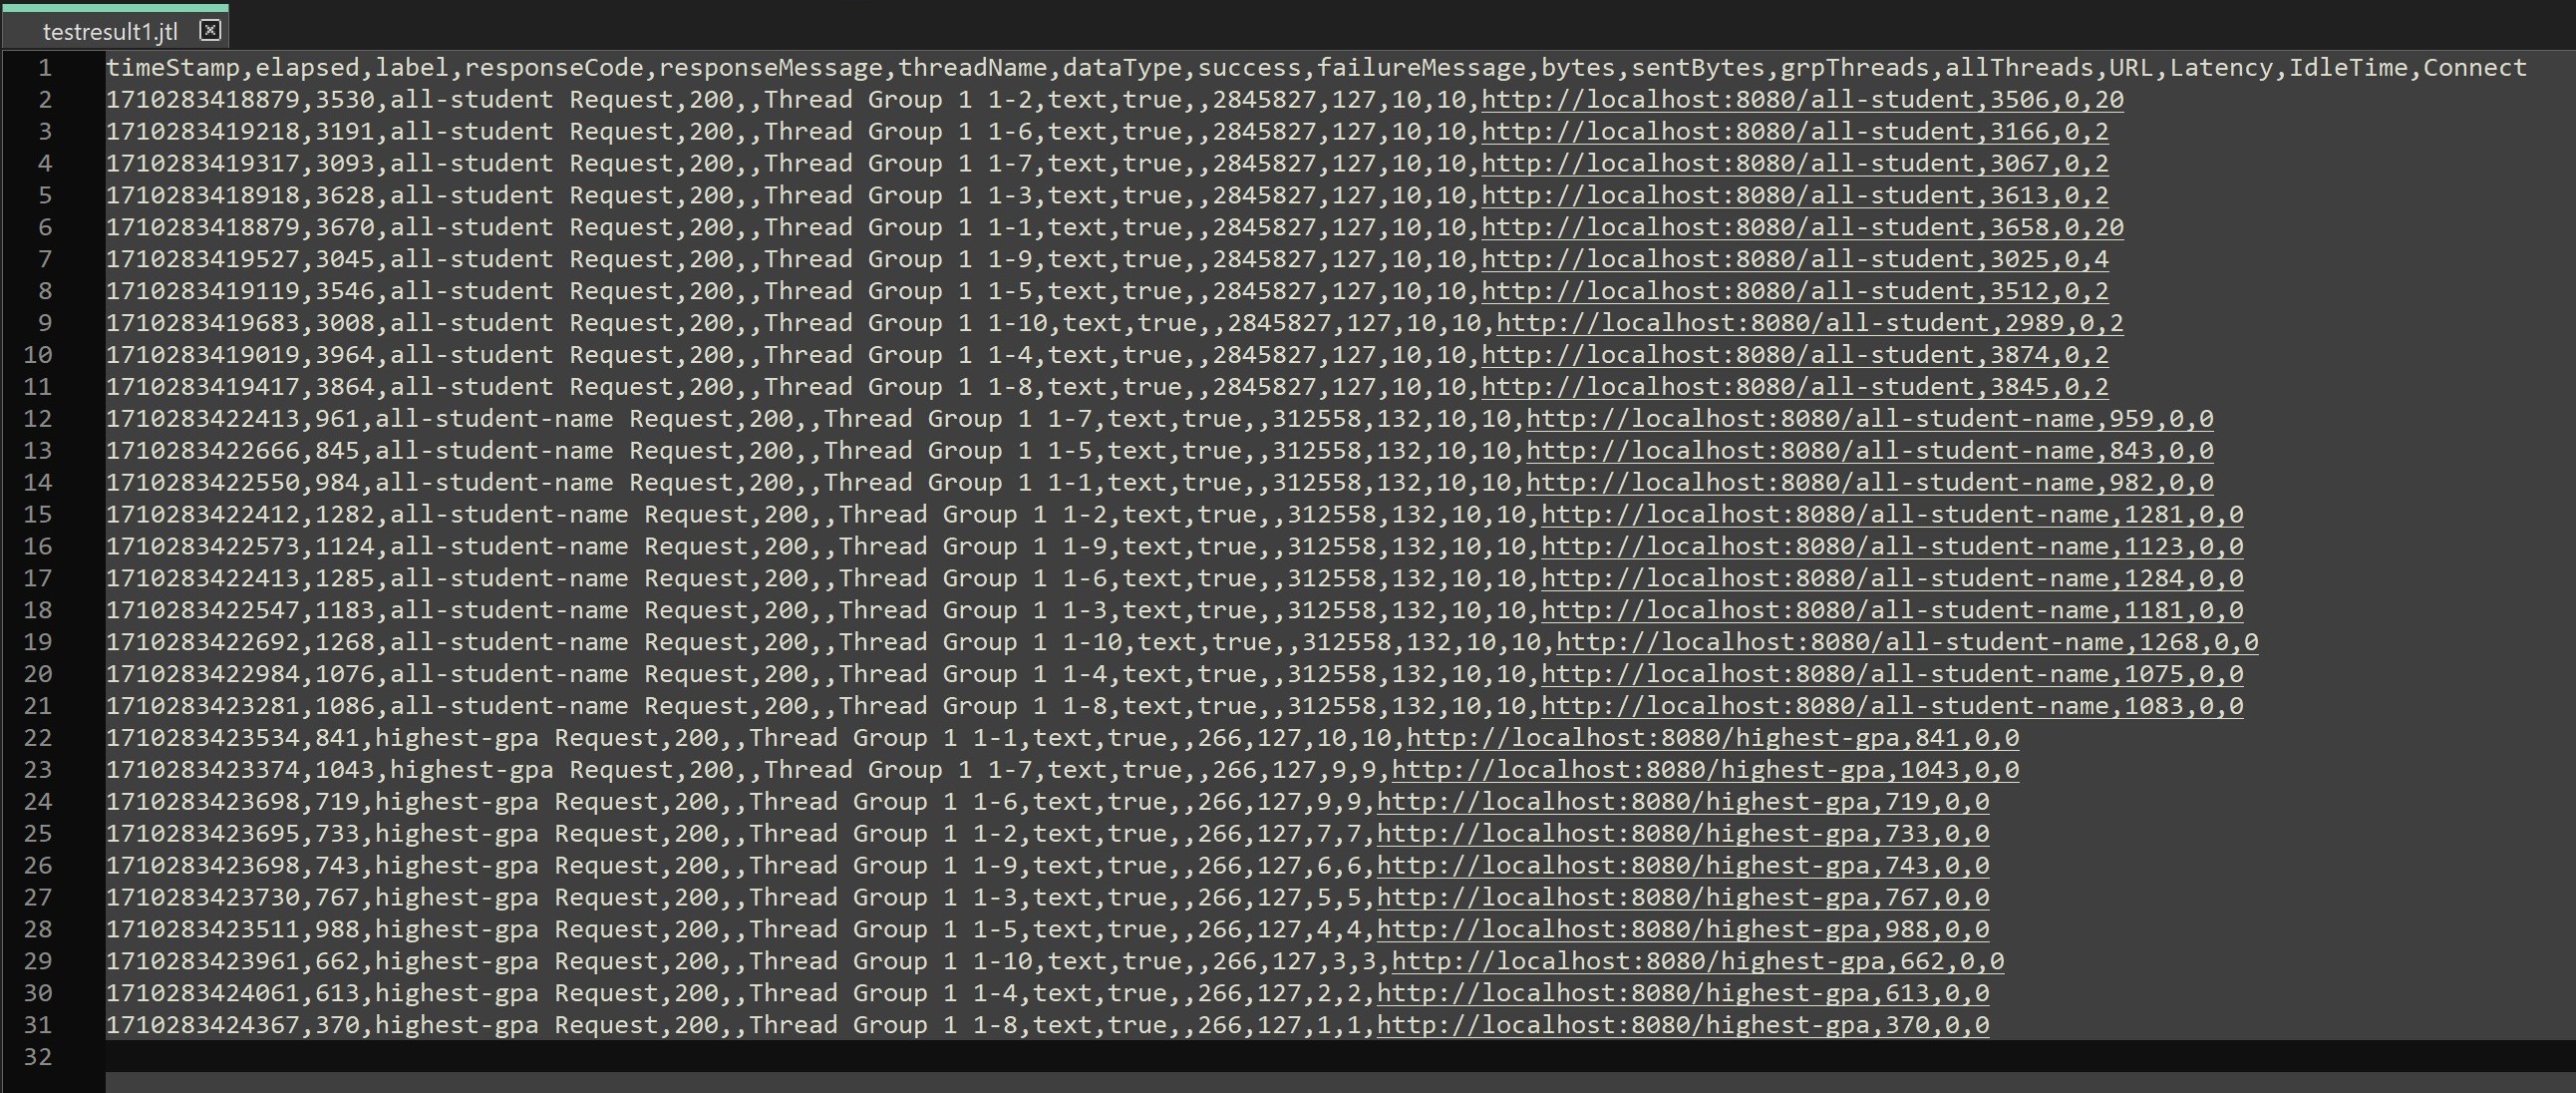 testresult1.jtl
1 timeStamp,elapsed,label,responseCode,responseMessage,threadName,dataType,success,failureMessage,bytes,sentBytes,grpThreads,allThreads,URL,Latency,IdleTime,Connect
2 1710283418879,3530,all-student Request,200,,Thread Group 1 1-2,text,true,,2845827,127,10,10,http://localhost:8080/all-student,3506,0,20
3 1710283419218,3191,all-student Request,200,,Thread Group 1 1-6,text,true,,2845827,127,10,10,http://localhost:8080/all-student,3166,0,2
4 1710283419317,3093,all-student Request,200,,Thread Group 1 1-7,text,true,,2845827,127,10,10,http://localhost:8080/all-student,3067,0,2
5 1710283418918,3628,all-student Request,200,,Thread Group 1 1-3,text,true,,2845827,127,10,10,http://localhost:8080/all-student,3613,0,2
6 1710283418879,3670,all-student Request,200,,Thread Group 1 1-1,text,true,,2845827,127,10,10,http://localhost:8080/all-student,3658,0,20
7 1710283419527,3045,all-student Request,200,,Thread Group 1 1-9,text,true,,2845827,127,10,10,http://localhost:8080/all-student,3025,0,4
8 1710283419119,3546,all-student Request,200,,Thread Group 1 1-5,text,true,,2845827,127,10,10,http://localhost:8080/all-student,3512,0,2
9 1710283419683,3008,all-student Request,200,,Thread Group 1 1-10,text,true,,2845827,127,10,10,http://localhost:8080/all-student,2989,0,2
10 1710283419019,3964,all-student Request,200,,Thread Group 1 1-4,text,true,,2845827,127,10,10,http://localhost:8080/all-student,3874,0,2
11 1710283419417,3864,all-student Request,200,,Thread Group 1 1-8,text,true,,2845827,127,10,10,http://localhost:8080/all-student,3845,0,2
12 1710283422413,961,all-student-name Request,200,,Thread Group 1 1-7,text,true,,312558,132,10,10,http://localhost:8080/all-student-name,959,0,0
13 1710283422666,845,all-student-name Request,200,,Thread Group 1 1-5,text,true,,312558,132,10,10,http://localhost:8080/all-student-name,843,0,0
14 1710283422550,984,all-student-name Request,200,,Thread Group 1 1-1,text,true,,312558,132,10,10,http://localhost:8080/all-student-name,982,0,0
15 1710283422412,1282,all-student-name Request,200,,Thread Group 1 1-2,text,true,,312558,132,10,10,http://localhost:8080/all-student-name,1281,0,0
16 1710283422573,1124,all-student-name Request,200,,Thread Group 1 1-9,text,true,,312558,132,10,10,http://localhost:8080/all-student-name,1123,0,0
17 1710283422413,1285,all-student-name Request,200,,Thread Group 1 1-6,text,true,,312558,132,10,10,http://localhost:8080/all-student-name,1284,0,0
18 1710283422547,1183,all-student-name Request,200,,Thread Group 1 1-3,text,true,,312558,132,10,10,http://localhost:8080/all-student-name,1181,0,0
19 1710283422692,1268,all-student-name Request,200,,Thread Group 1 1-10,text,true,,312558,132,10,10,http://localhost:8080/all-student-name,1268,0,0
20 1710283422984,1076,all-student-name Request,200,,Thread Group 1 1-4,text,true,,312558,132,10,10,http://localhost:8080/all-student-name,1075,0,0
21 1710283423281,1086,all-student-name Request,200,,Thread Group 1 1-8,text,true,,312558,132,10,10,http://localhost:8080/all-student-name,1083,0,0
22 1710283423534,841,highest-gpa Request,200,,Thread Group 1 1-1,text,true,,266,127,10,10,http://localhost:8080/highest-gpa,841,0,0
23 1710283423374,1043,highest-gpa Request,200,,Thread Group 1 1-7,text,true,,266,127,9,9,http://localhost:8080/highest-gpa,1043,0,0
24 1710283423698,719,highest-gpa Request,200,,Thread Group 1 1-6,text,true,,266,127,9,9,http://localhost:8080/highest-gpa,719,0,0
25 1710283423695,733,highest-gpa Request,200,,Thread Group 1 1-2,text,true,,266,127,7,7,http://localhost:8080/highest-gpa,733,0,0
26 1710283423698,743,highest-gpa Request,200,,Thread Group 1 1-9,text,true,,266,127,6,6,http://localhost:8080/highest-gpa,743,0,0
27 1710283423730,767,highest-gpa Request,200,,Thread Group 1 1-3,text,true,,266,127,5,5,http://localhost:8080/highest-gpa,767,0,0
28 1710283423511,988,highest-gpa Request,200,,Thread Group 1 1-5,text,true,,266,127,4,4,http://localhost:8080/highest-gpa,988,0,0
29 1710283423961,662,highest-gpa Request,200,,Thread Group 1 1-10,text,true,,266,127,3,3,http://localhost:8080/highest-gpa,662,0,0
30 1710283424061,613,highest-gpa Request,200,,Thread Group 1 1-4,text,true,,266,127,2,2,http://localhost:8080/highest-gpa,613,0,0
31 1710283424367,370,highest-gpa Request,200,,Thread Group 1 1-8,text,true,,266,127,1,1,http://localhost:8080/highest-gpa,370,0,0
32